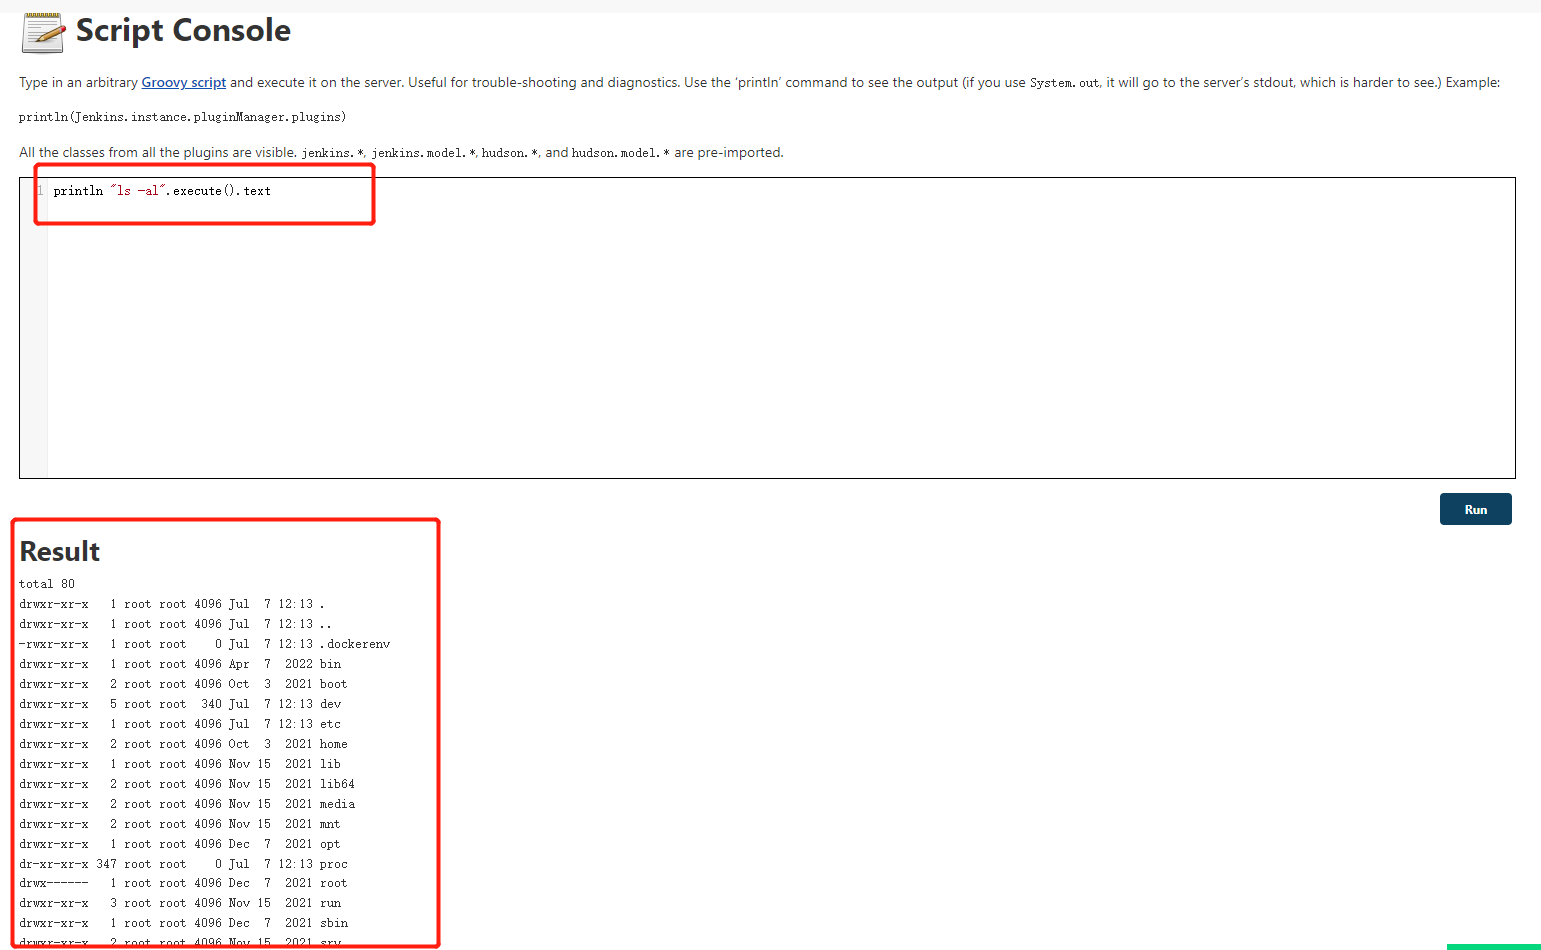 Script Console
Type in an arbitrary Groovy script and execute it on the server. Useful for trouble-shooting and diagnostics. Use the ‘println’ command to see the output (if you use System.out, it will go to the server’s stdout, which is harder to see.) Example:
println(Jenkins.instance.pluginManager.plugins)
All the classes from all the plugins are visible. jenkins.*, jenkins.model.*, hudson.*, and hudson.model.* are pre-imported.
1 println "ls -al".execute().text
Run
Result
total 80
drwxr-xr-x   1 root root 4096 Jul  7 12:13 .
drwxr-xr-x   1 root root 4096 Jul  7 12:13 ..
-rwxr-xr-x   1 root root    0 Jul  7 12:13 .dockerenv
drwxr-xr-x   1 root root 4096 Apr  7  2022 bin
drwxr-xr-x   2 root root 4096 Oct  3  2021 boot
drwxr-xr-x   5 root root  340 Jul  7 12:13 dev
drwxr-xr-x   1 root root 4096 Jul  7 12:13 etc
drwxr-xr-x   2 root root 4096 Oct  3  2021 home
drwxr-xr-x   1 root root 4096 Nov 15  2021 lib
drwxr-xr-x   2 root root 4096 Nov 15  2021 lib64
drwxr-xr-x   2 root root 4096 Nov 15  2021 media
drwxr-xr-x   2 root root 4096 Nov 15  2021 mnt
drwxr-xr-x   1 root root 4096 Dec  7  2021 opt
dr-xr-xr-x 347 root root    0 Jul  7 12:13 proc
drwx------   1 root root 4096 Dec  7  2021 root
drwxr-xr-x   3 root root 4096 Nov 15  2021 run
drwxr-xr-x   1 root root 4096 Dec  7  2021 sbin
drwxr-xr-x   2 root root 4096 Nov 15  2021 srv